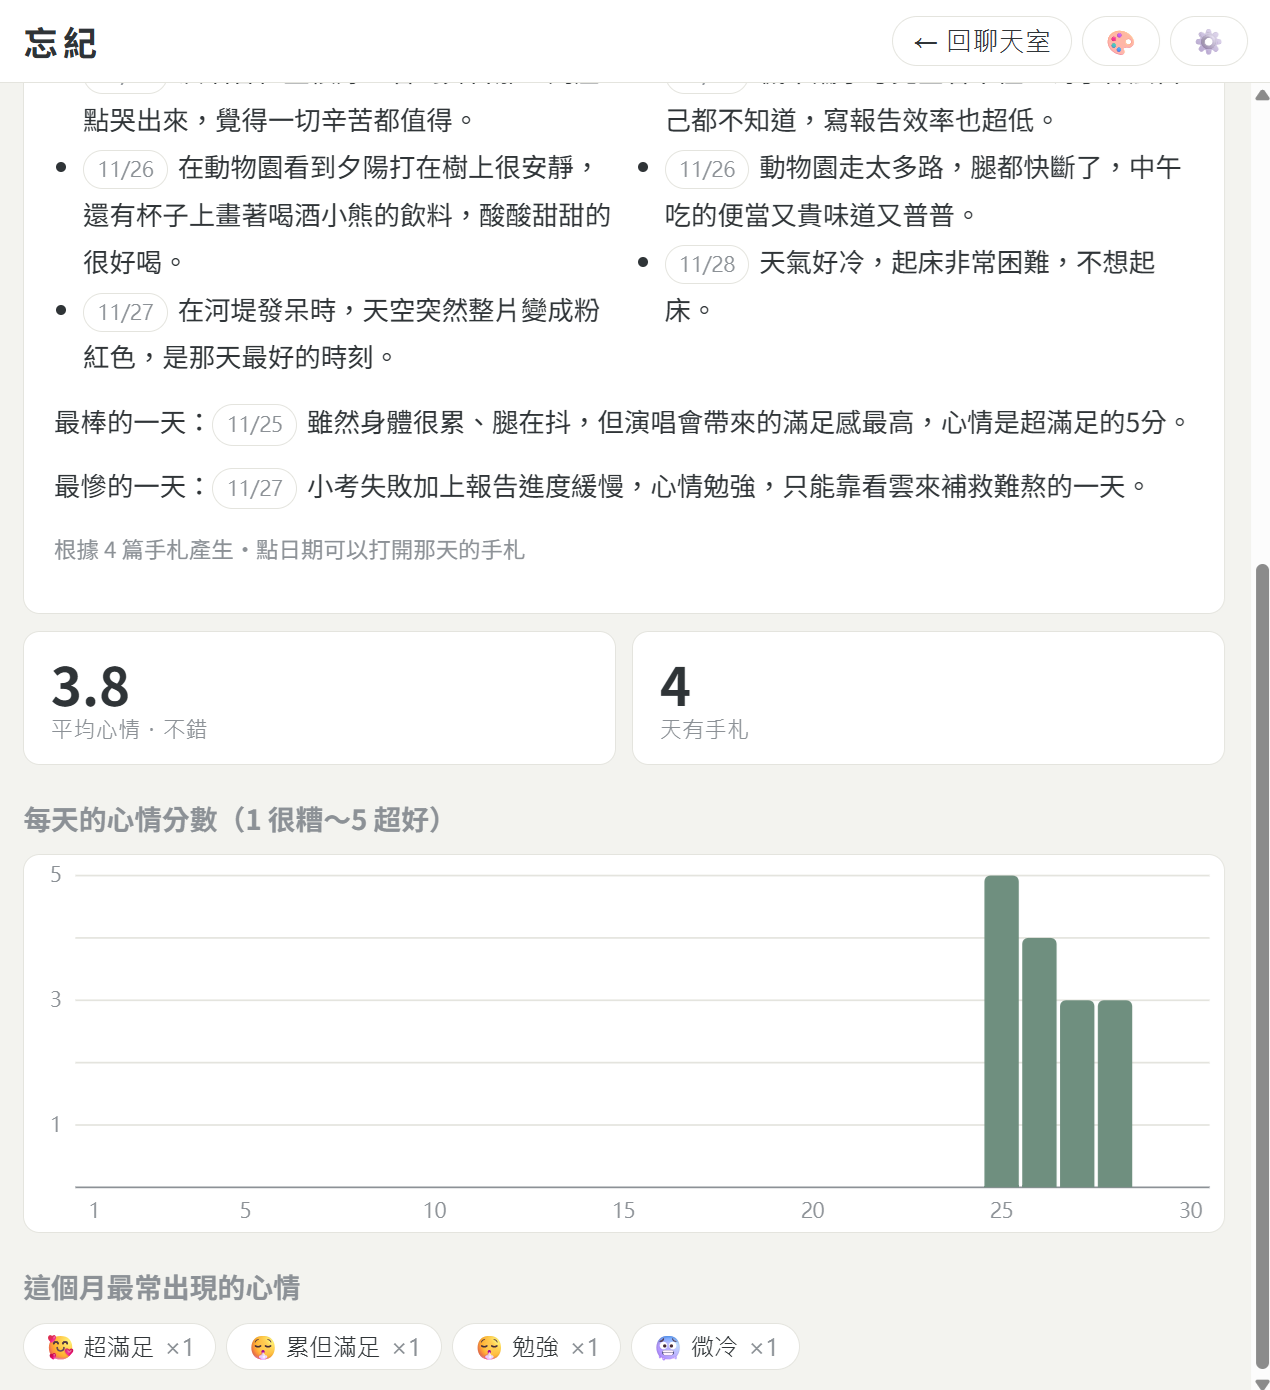 忘紀
← 回聊天室
點哭出來，覺得一切辛苦都值得。
11/26 在動物園看到夕陽打在樹上很安靜，
還有杯子上畫著喝酒小熊的飲料，酸酸甜甜的
很好喝。
11/27 在河堤發呆時，天空突然整片變成粉
紅色，是那天最好的時刻。
己都不知道，寫報告效率也超低。
11/26 動物園走太多路，腿都快斷了，中午
吃的便當又貴味道又普普。
11/28 天氣好冷，起床非常困難，不想起
床。
最棒的一天：11/25 雖然身體很累、腿在抖，但演唱會帶來的滿足感最高，心情是超滿足的5分。
最慘的一天：11/27 小考失敗加上報告進度緩慢，心情勉強，只能靠看雲來補救難熬的一天。
根據 4 篇手札產生・點日期可以打開那天的手札
3.8
平均心情・不錯
4
天有手札
每天的心情分數（1 很糟～5 超好）
5
3
1
1 5 10 15 20 25 30
這個月最常出現的心情
超滿足 ×1
累但滿足 ×1
勉強 ×1
微冷 ×1